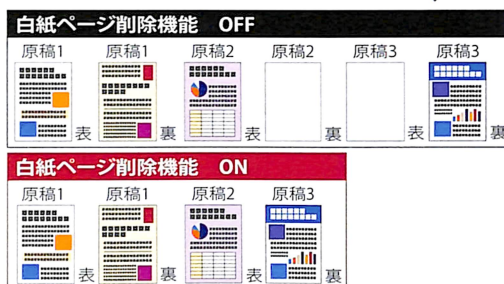 白紙ページ削除機能 OFF
原稿1 原稿1 原稿2 原稿2 原稿3 原稿3
表 裏 表 裏 表 裏
白紙ページ削除機能 ON
原稿1 原稿1 原稿2 原稿3
表 裏 表 裏